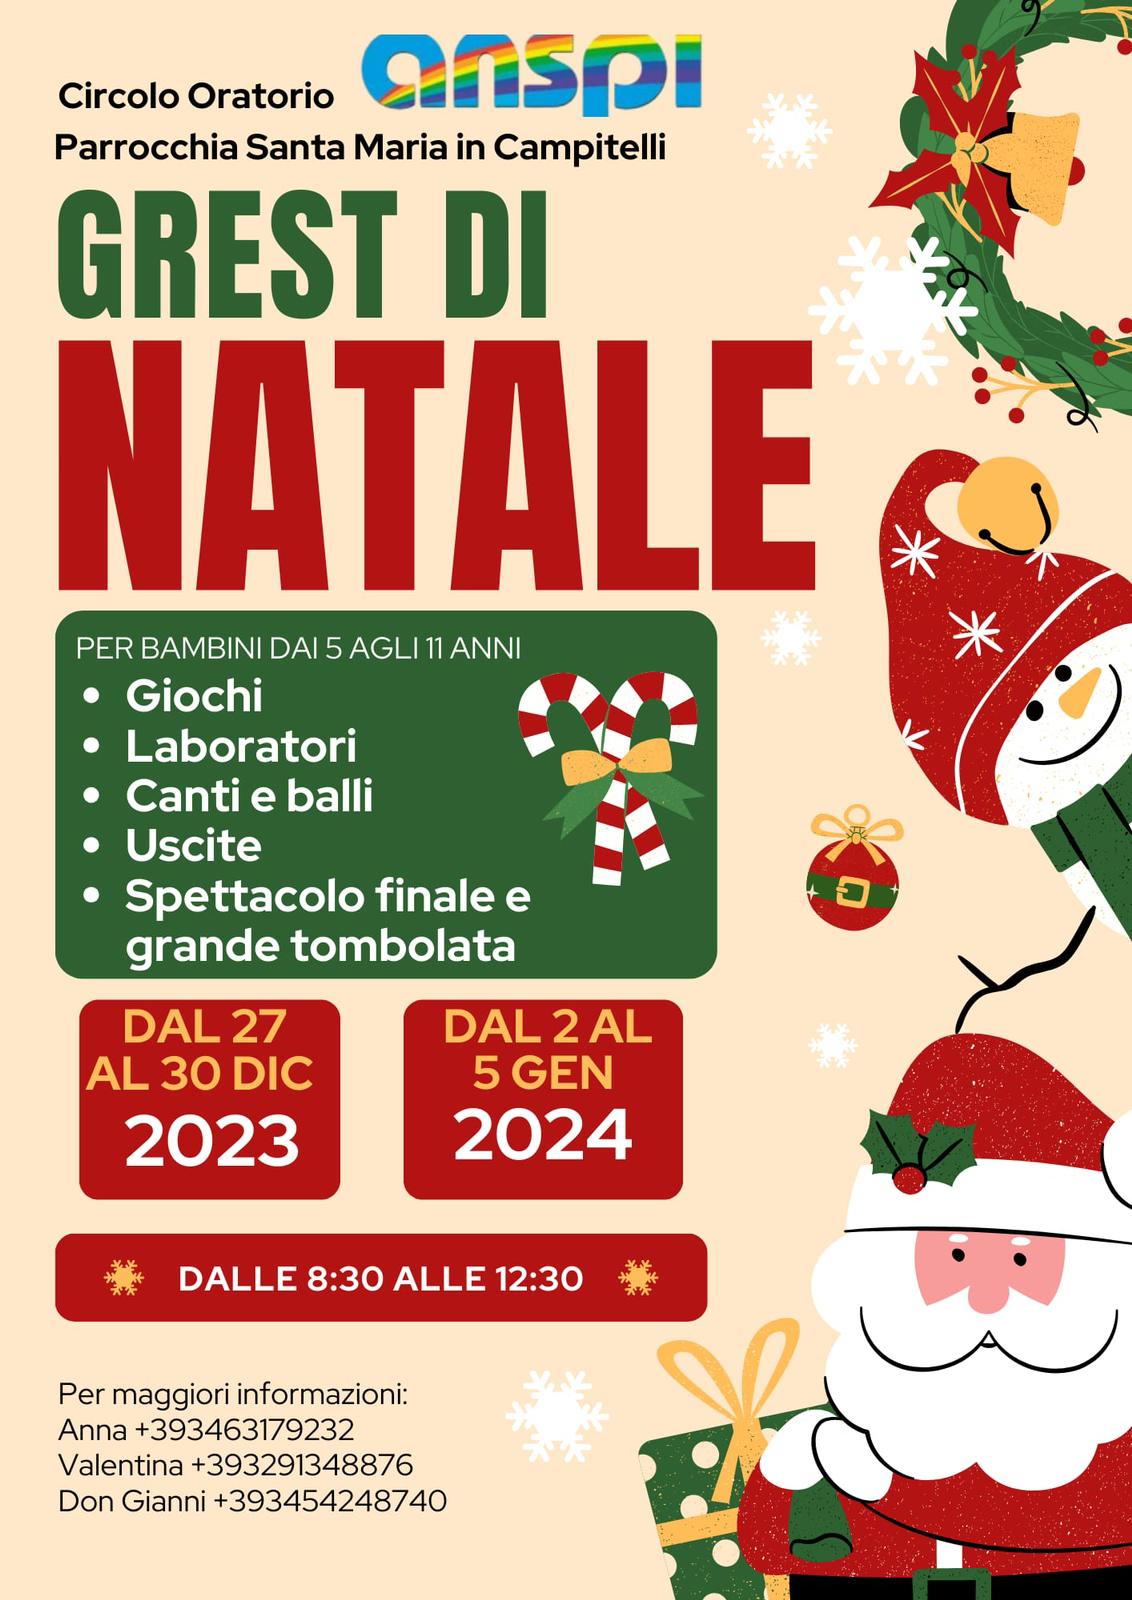 Circolo Oratorio anspi
Parrocchia Santa Maria in Campitelli
GREST DI
NATALE
PER BAMBINI DAI 5 AGLI 11 ANNI
• Giochi
• Laboratori
• Canti e balli
• Uscite
• Spettacolo finale e
grande tombolata
DAL 27
AL 30 DIC
2023
DAL 2 AL
5 GEN
2024
DALLE 8:30 ALLE 12:30
Per maggiori informazioni:
Anna +393463179232
Valentina +393291348876
Don Gianni +393454248740